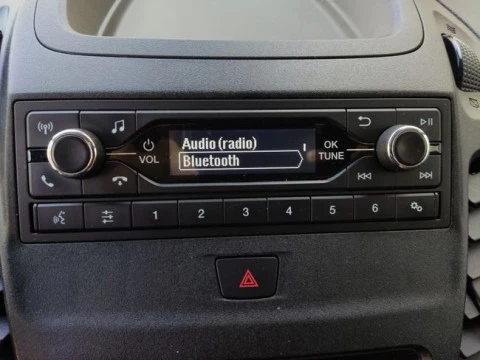 Audio (radio)
Bluetooth
VOL
OK
TUNE
1
2
3
4
5
6